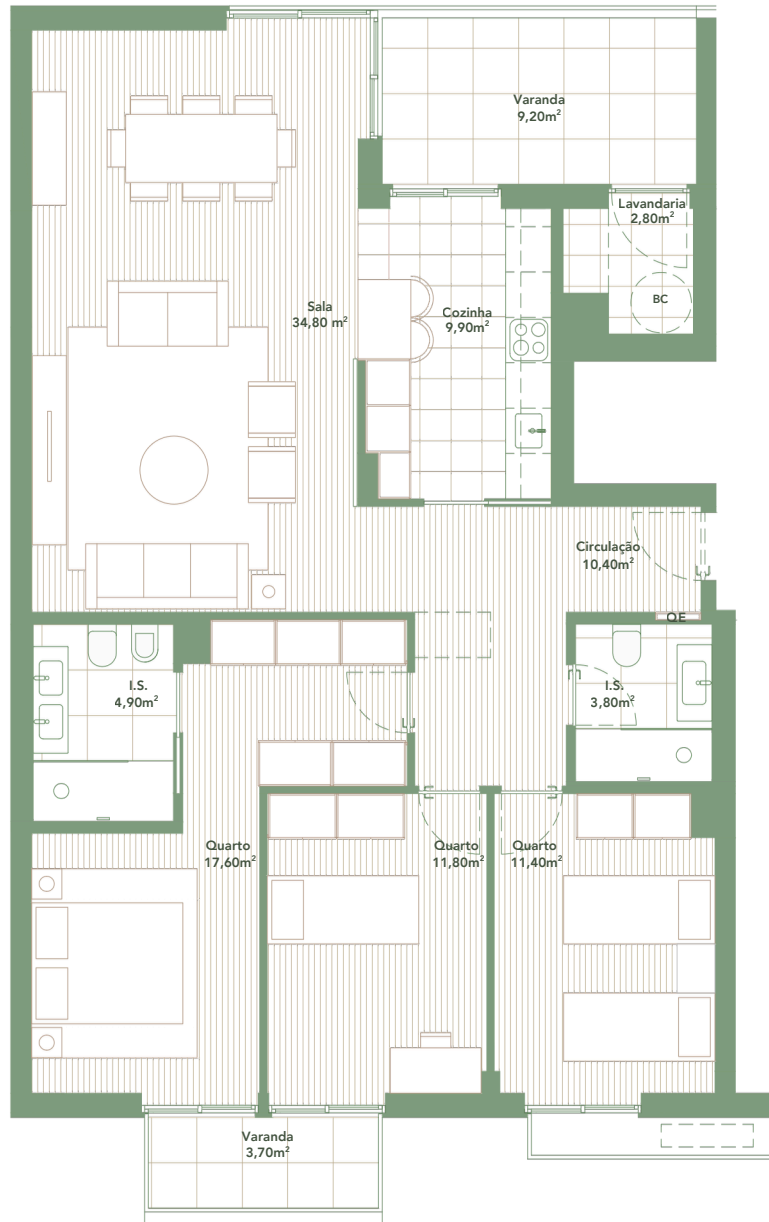 Varanda
9,20m²
Lavandaria
2,80m²
BC
Sala
34,80 m²
Cozinha
9,90m²
Circulação
10,40m²
QE
I.S.
4,90m²
I.S.
3,80m²
Quarto
17,60m²
Quarto
11,80m²
Quarto
11,40m²
Varanda
3,70m²